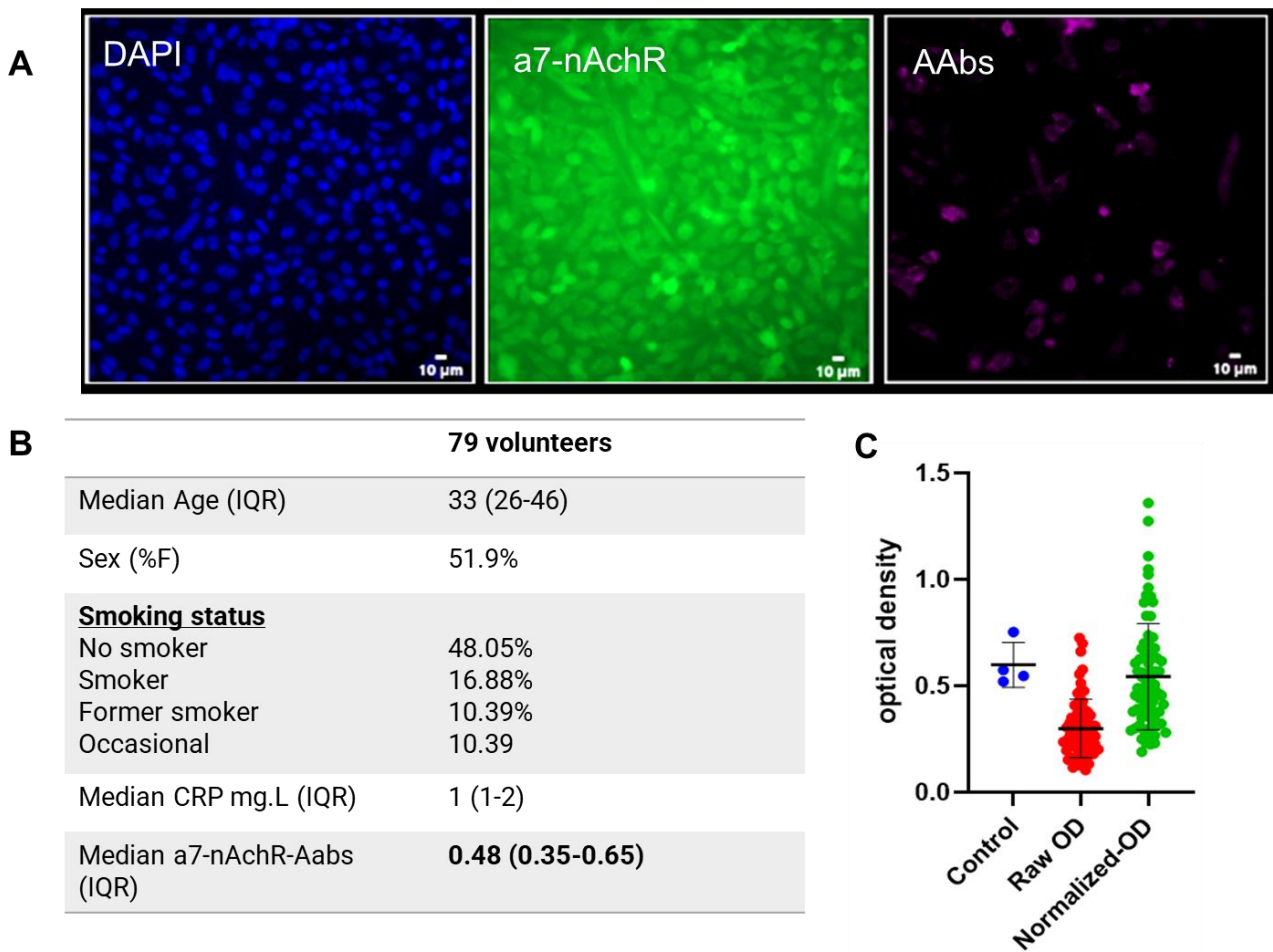 A
DAPI
10 µm
a7-nAchR
10 µm
AAbs
10 µm
B
79 volunteers
Median Age (IQR) 33 (26-46)
Sex (%F) 51.9%
Smoking status
No smoker 48.05%
Smoker 16.88%
Former smoker 10.39%
Occasional 10.39
Median CRP mg.L (IQR) 1 (1-2)
Median a7-nAchR-Aabs 0.48 (0.35-0.65)
(IQR)
C
optical density
1.5
1.0
0.5
0.0
Control
Raw OD
Normalized-OD